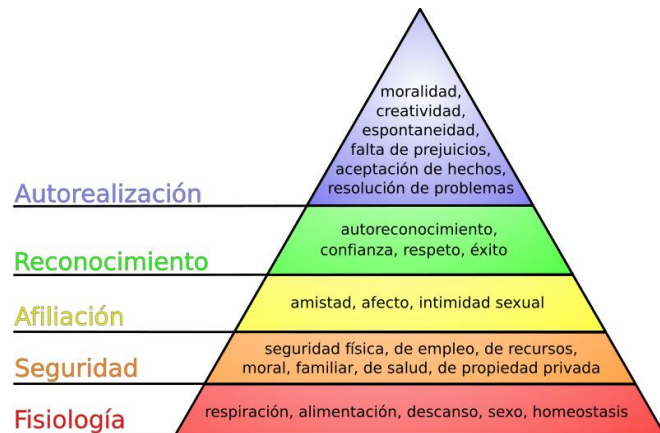 moralidad,
creatividad,
espontaneidad,
falta de prejuicios,
aceptación de hechos,
resolución de problemas
Autorealización
autoreconocimiento,
confianza, respeto, éxito
Reconocimiento
amistad, afecto, intimidad sexual
Afiliación
seguridad física, de empleo, de recursos,
moral, familiar, de salud, de propiedad privada
Seguridad
respiración, alimentación, descanso, sexo, homeostasis
Fisiología